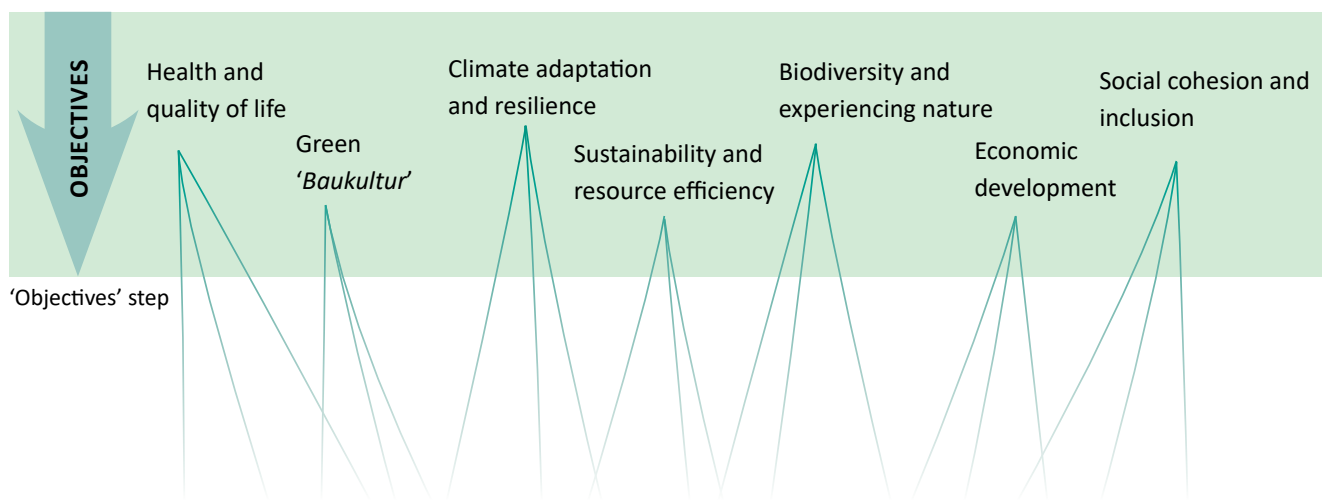 OBJECTIVES
Health and
quality of life
Green
‘Baukultur’
Climate adaptation
and resilience
Sustainability and
resource efficiency
Biodiversity and
experiencing nature
Economic
development
Social cohesion and
inclusion
‘Objectives’ step